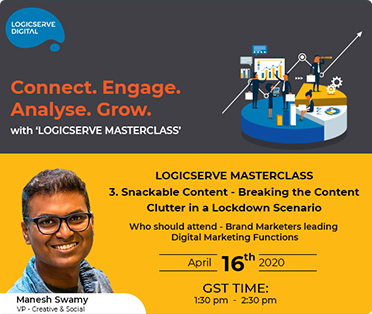 LOGICSERVE
DIGITAL
Connect. Engage.
Analyse. Grow.
with ‘LOGICSERVE MASTERCLASS’
LOGICSERVE MASTERCLASS
3. Snackable Content - Breaking the Content
Clutter in a Lockdown Scenario
Who should attend - Brand Marketers leading
Digital Marketing Functions
April 16th 2020
GST TIME:
1:30 pm - 2:30 pm
Manesh Swamy
VP - Creative & Social